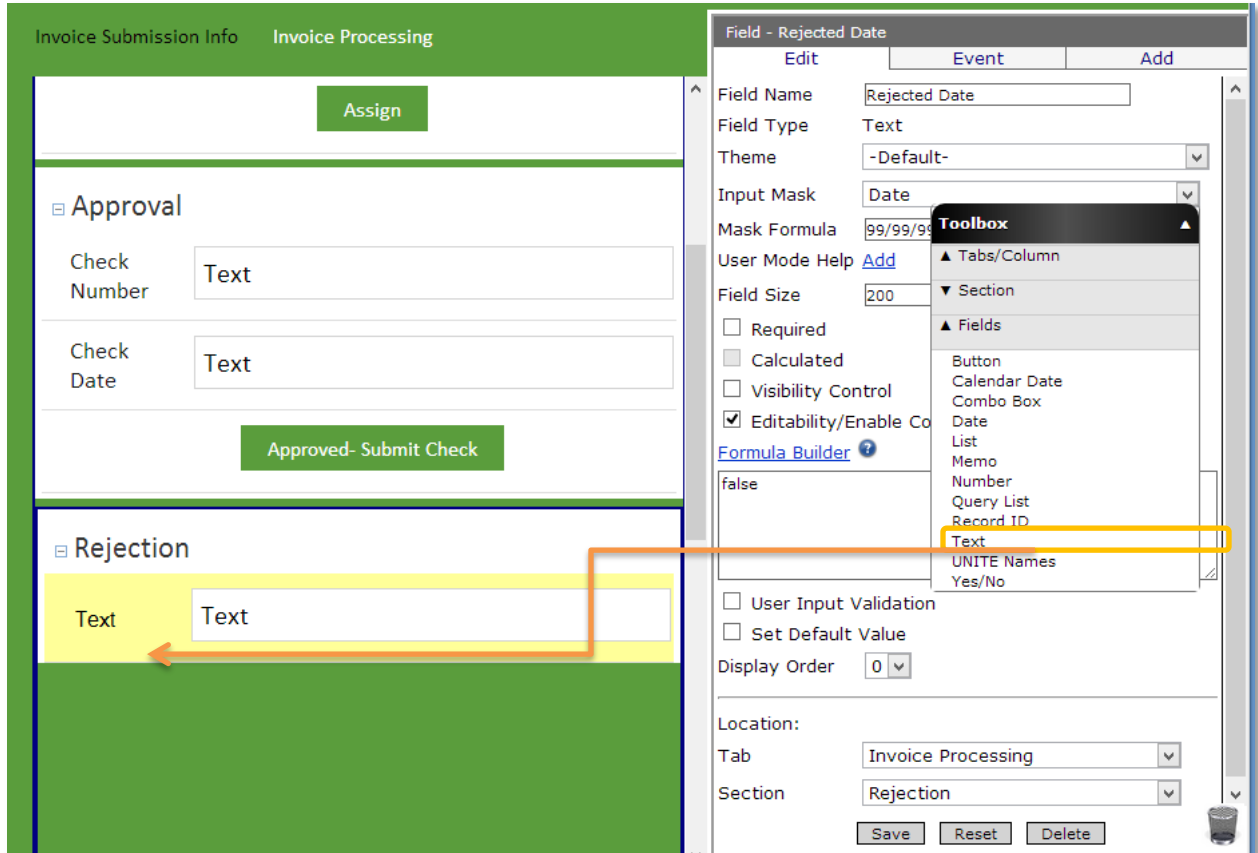 Invoice Submission Info Invoice Processing
Assign
Approval
Check
Number
Text
Check
Date
Text
Approved- Submit Check
Rejection
Text
Text
Field - Rejected Date
Edit Event Add
Field Name Rejected Date
Field Type Text
Theme -Default-
Input Mask Date
Mask Formula 99/99/99
User Mode Help Add
Field Size 200
Required
Calculated
Visibility Control
Editability/Enable Co
Formula Builder ?
false
User Input Validation
Set Default Value
Display Order 0
Location:
Tab Invoice Processing
Section Rejection
Save Reset Delete
Toolbox
Tabs/Column
Section
Fields
Button
Calendar Date
Combo Box
Date
List
Memo
Number
Query List
Record ID
Text
UNITE Names
Yes/No